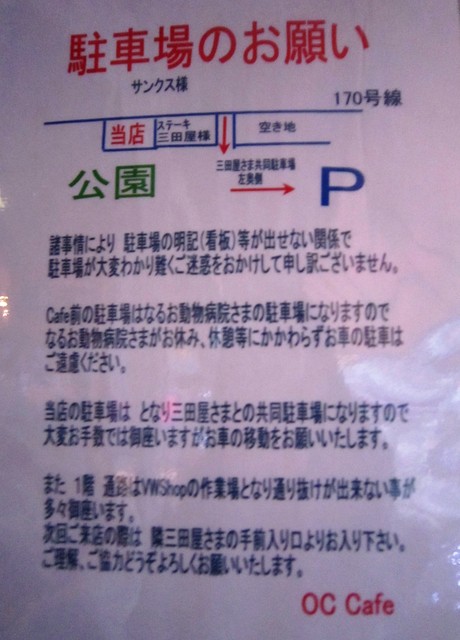 駐車場のお願い
サンクス様
170号線
当店
ステーキ
三田屋様
空き地
三田屋さま共同駐車場
左奥側
公園
P
諸事情により 駐車場の明記(看板)等が出せない関係で
駐車場が大変わかり難くご迷惑をおかけして申し訳ございません。
Cafe前の駐車場はなるお動物病院さまの駐車場になりますので
なるお動物病院さまがお休み、休憩等にかかわらずお車の駐車は
ご遠慮ください。
当店の駐車場は となり三田屋さまとの共同駐車場になりますので
大変お手数では御座いますがお車の移動をお願いいたします。
また 1階 通路はVWShopの作業場となり通り抜けが出来ない事が
多々御座います。
次回ご来店の際は 隣三田屋さまの手前入り口よりお入り下さい。
ご理解、ご協力どうぞよろしくお願いいたします。
OC Cafe